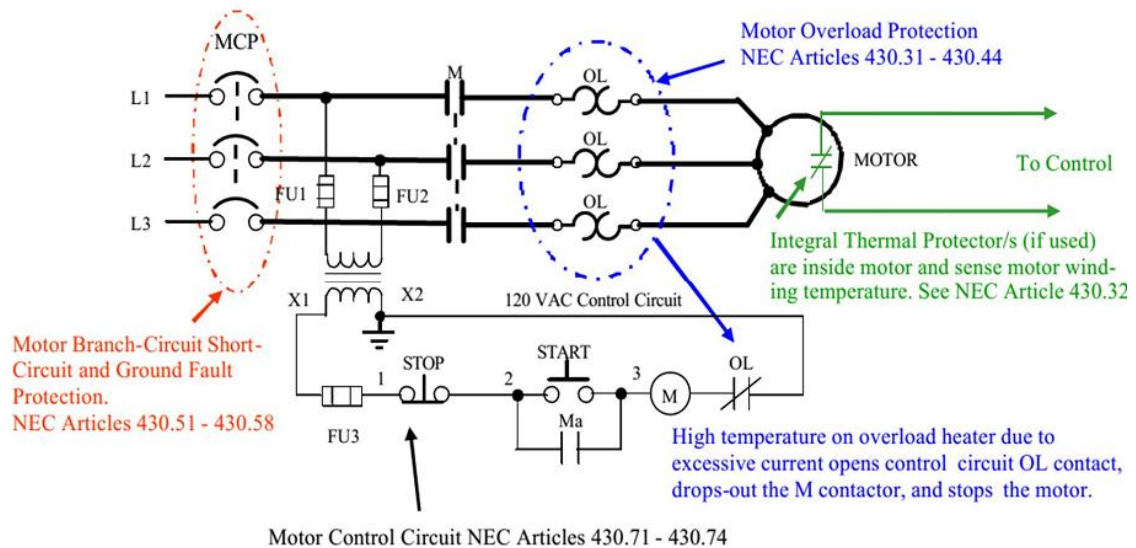 MCP
Motor Overload Protection
NEC Articles 430.31 - 430.44
M
OL
L1
L2
OL
MOTOR
To Control
FU1
FU2
L3
OL
Integral Thermal Protector/s (if used)
are inside motor and sense motor wind-
ing temperature. See NEC Article 430.32
X1
X2
120 VAC Control Circuit
Motor Branch-Circuit Short-
Circuit and Ground Fault
Protection.
NEC Articles 430.51 - 430.58
STOP
START
OL
1
2
3
M
FU3
Ma
High temperature on overload heater due to
excessive current opens control circuit OL contact,
drops-out the M contactor, and stops the motor.
Motor Control Circuit NEC Articles 430.71 - 430.74